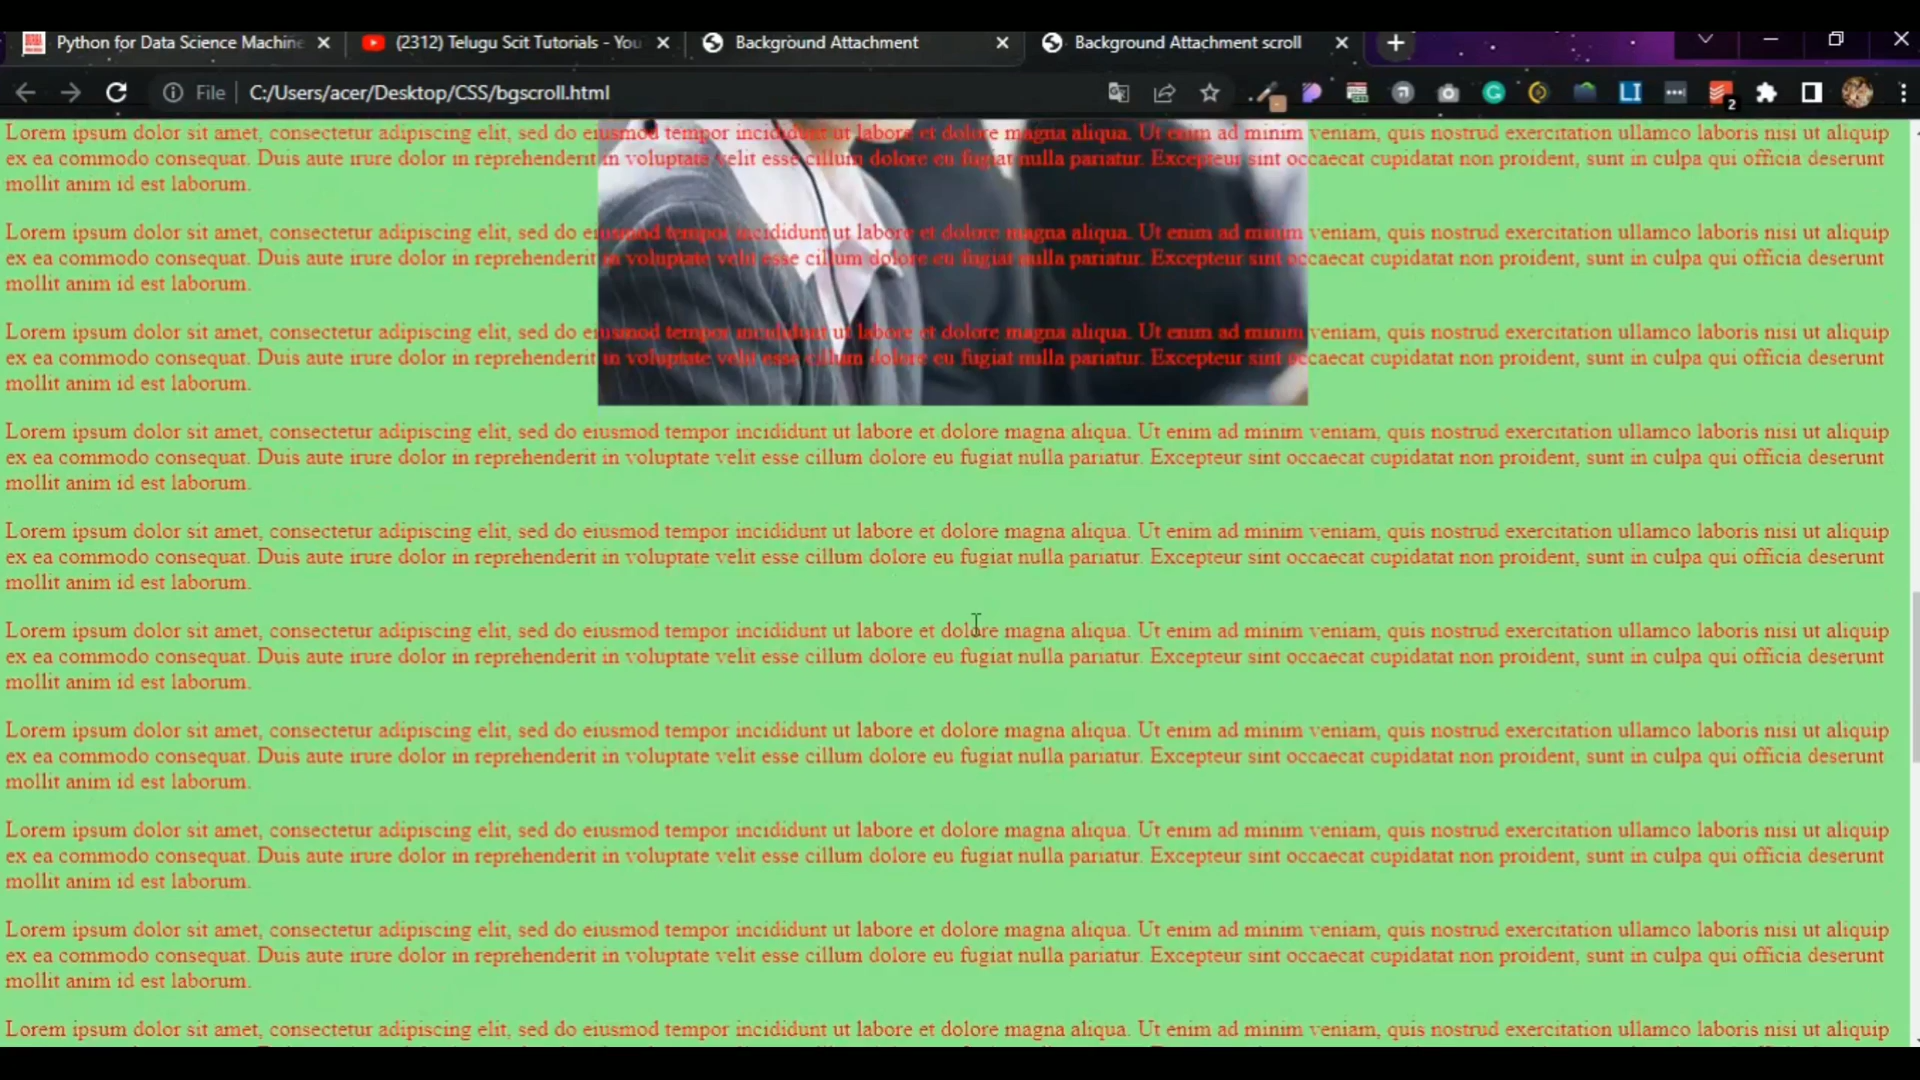 Python for Data Science Machine
(2312) Telugu Scit Tutorials - You
Background Attachment
Background Attachment scroll
File
C:/Users/acer/Desktop/CSS/bgscroll.html
2
Lorem ipsum dolor sit amet, consectetur adipiscing elit, sed do eiusmod tempor incididunt ut labore et dolore magna aliqua. Ut enim ad minim veniam, quis nostrud exercitation ullamco laboris nisi ut aliquip
ex ea commodo consequat. Duis aute irure dolor in reprehenderit in voluptate velit esse cillum dolore eu fugiat nulla pariatur. Excepteur sint occaecat cupidatat non proident, sunt in culpa qui officia deserunt
mollit anim id est laborum.
Lorem ipsum dolor sit amet, consectetur adipiscing elit, sed do eiusmod tempor incididunt ut labore et dolore magna aliqua. Ut enim ad minim veniam, quis nostrud exercitation ullamco laboris nisi ut aliquip
ex ea commodo consequat. Duis aute irure dolor in reprehenderit in voluptate velit esse cillum dolore eu fugiat nulla pariatur. Excepteur sint occaecat cupidatat non proident, sunt in culpa qui officia deserunt
mollit anim id est laborum.
Lorem ipsum dolor sit amet, consectetur adipiscing elit, sed do eiusmod tempor incididunt ut labore et dolore magna aliqua. Ut enim ad minim veniam, quis nostrud exercitation ullamco laboris nisi ut aliquip
ex ea commodo consequat. Duis aute irure dolor in reprehenderit in voluptate velit esse cillum dolore eu fugiat nulla pariatur. Excepteur sint occaecat cupidatat non proident, sunt in culpa qui officia deserunt
mollit anim id est laborum.
Lorem ipsum dolor sit amet, consectetur adipiscing elit, sed do eiusmod tempor incididunt ut labore et dolore magna aliqua. Ut enim ad minim veniam, quis nostrud exercitation ullamco laboris nisi ut aliquip
ex ea commodo consequat. Duis aute irure dolor in reprehenderit in voluptate velit esse cillum dolore eu fugiat nulla pariatur. Excepteur sint occaecat cupidatat non proident, sunt in culpa qui officia deserunt
mollit anim id est laborum.
Lorem ipsum dolor sit amet, consectetur adipiscing elit, sed do eiusmod tempor incididunt ut labore et dolore magna aliqua. Ut enim ad minim veniam, quis nostrud exercitation ullamco laboris nisi ut aliquip
ex ea commodo consequat. Duis aute irure dolor in reprehenderit in voluptate velit esse cillum dolore eu fugiat nulla pariatur. Excepteur sint occaecat cupidatat non proident, sunt in culpa qui officia deserunt
mollit anim id est laborum.
Lorem ipsum dolor sit amet, consectetur adipiscing elit, sed do eiusmod tempor incididunt ut labore et dolore magna aliqua. Ut enim ad minim veniam, quis nostrud exercitation ullamco laboris nisi ut aliquip
ex ea commodo consequat. Duis aute irure dolor in reprehenderit in voluptate velit esse cillum dolore eu fugiat nulla pariatur. Excepteur sint occaecat cupidatat non proident, sunt in culpa qui officia deserunt
mollit anim id est laborum.
Lorem ipsum dolor sit amet, consectetur adipiscing elit, sed do eiusmod tempor incididunt ut labore et dolore magna aliqua. Ut enim ad minim veniam, quis nostrud exercitation ullamco laboris nisi ut aliquip
ex ea commodo consequat. Duis aute irure dolor in reprehenderit in voluptate velit esse cillum dolore eu fugiat nulla pariatur. Excepteur sint occaecat cupidatat non proident, sunt in culpa qui officia deserunt
mollit anim id est laborum.
Lorem ipsum dolor sit amet, consectetur adipiscing elit, sed do eiusmod tempor incididunt ut labore et dolore magna aliqua. Ut enim ad minim veniam, quis nostrud exercitation ullamco laboris nisi ut aliquip
ex ea commodo consequat. Duis aute irure dolor in reprehenderit in voluptate velit esse cillum dolore eu fugiat nulla pariatur. Excepteur sint occaecat cupidatat non proident, sunt in culpa qui officia deserunt
mollit anim id est laborum.
Lorem ipsum dolor sit amet, consectetur adipiscing elit, sed do eiusmod tempor incididunt ut labore et dolore magna aliqua. Ut enim ad minim veniam, quis nostrud exercitation ullamco laboris nisi ut aliquip
ex ea commodo consequat. Duis aute irure dolor in reprehenderit in voluptate velit esse cillum dolore eu fugiat nulla pariatur. Excepteur sint occaecat cupidatat non proident, sunt in culpa qui officia deserunt
mollit anim id est laborum.
Lorem ipsum dolor sit amet, consectetur adipiscing elit, sed do eiusmod tempor incididunt ut labore et dolore magna aliqua. Ut enim ad minim veniam, quis nostrud exercitation ullamco laboris nisi ut aliquip